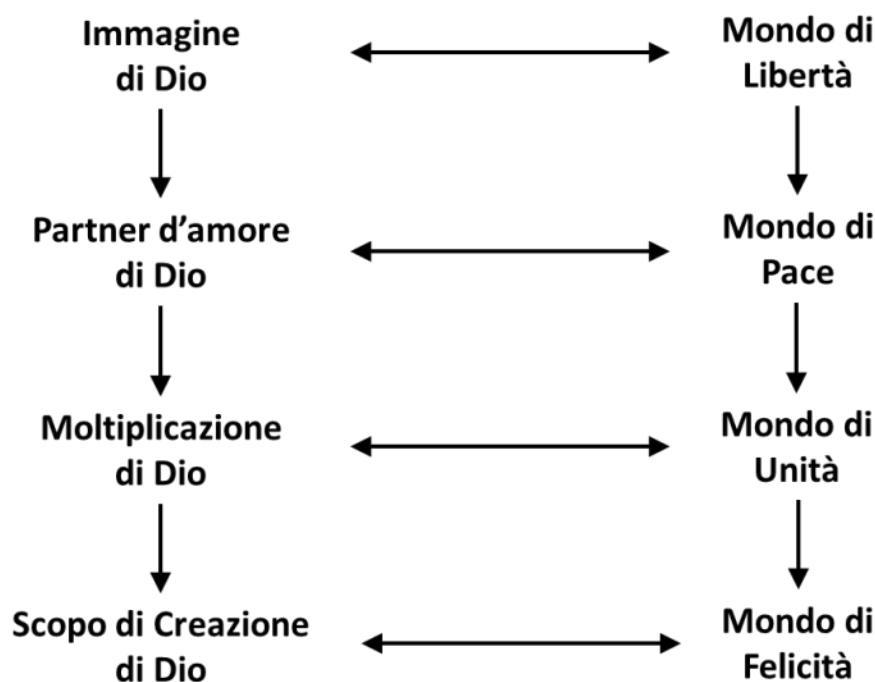 Immagine
di Dio
Mondo di
Libertà
Partner d’amore
di Dio
Mondo di
Pace
Moltiplicazione
di Dio
Mondo di
Unità
Scopo di Creazione
di Dio
Mondo di
Felicità